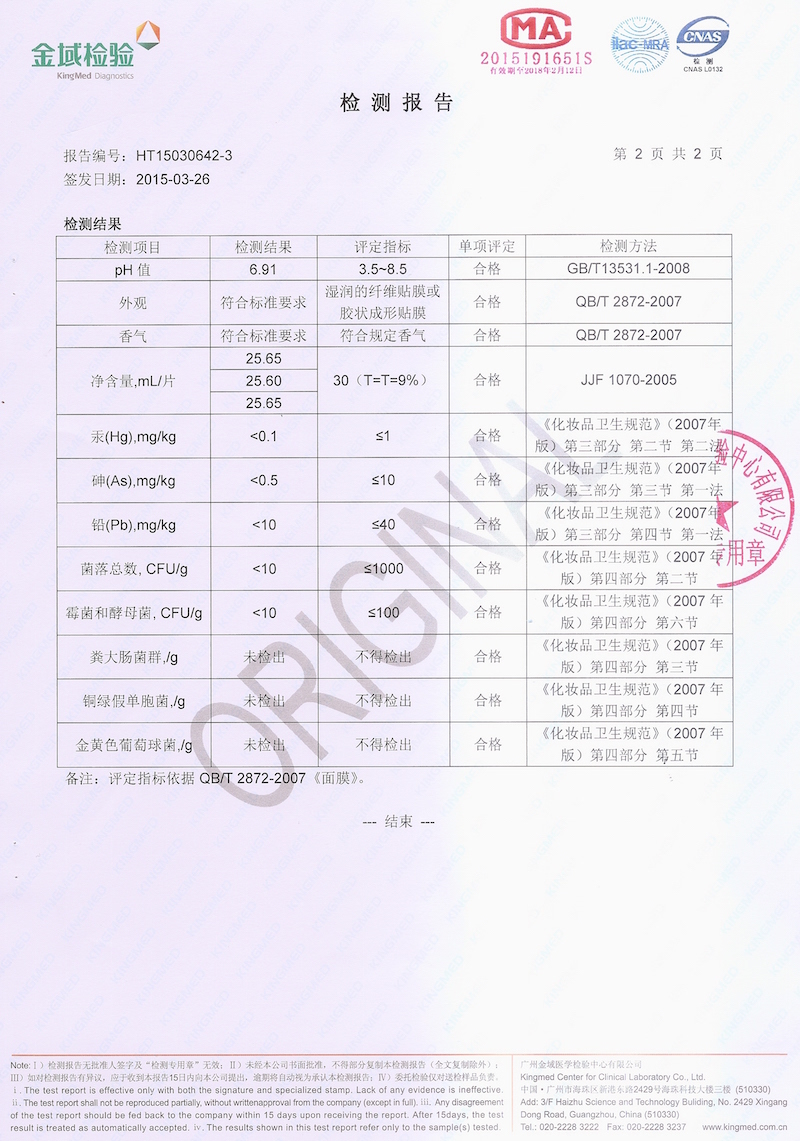 金域检验
KingMed Diagnostics
MA
2015191651S
有效期至2018年2月12日
ilac-MRA
CNAS
检 测
CNAS L0132
检 测 报 告
报告编号：HT15030642-3
第 2 页 共 2 页
签发日期：2015-03-26
检测结果
检测项目 检测结果 评定指标 单项评定 检测方法
pH 值 6.91 3.5~8.5 合格 GB/T13531.1-2008
外观 符合标准要求 湿润的纤维贴膜或 合格 QB/T 2872-2007
胶状成形贴膜
香气 符合标准要求 符合规定香气 合格 QB/T 2872-2007
净含量,mL/片 25.65 30（T=T=9%） 合格 JJF 1070-2005
25.60
25.65
汞(Hg),mg/kg <0.1 ≤1 合格 《化妆品卫生规范》（2007年
版）第三部分 第二节 第二法
砷(As),mg/kg <0.5 ≤10 合格 《化妆品卫生规范》（2007年
版）第三部分 第三节 第一法
铅(Pb),mg/kg <10 ≤40 合格 《化妆品卫生规范》（2007年
版）第三部分 第四节 第一法
菌落总数, CFU/g <10 ≤1000 合格 《化妆品卫生规范》（2007 年
版）第四部分 第二节
霉菌和酵母菌, CFU/g <10 ≤100 合格 《化妆品卫生规范》（2007 年
版）第四部分 第六节
粪大肠菌群,/g 未检出 不得检出 合格 《化妆品卫生规范》（2007 年
版）第四部分 第三节
铜绿假单胞菌,/g 未检出 不得检出 合格 《化妆品卫生规范》（2007 年
版）第四部分 第四节
金黄色葡萄球菌,/g 未检出 不得检出 合格 《化妆品卫生规范》（2007 年
版）第四部分 第五节
备注：评定指标依据 QB/T 2872-2007《面膜》。
--- 结束 ---
ORIGINAL
验中心有限公司
用章
Note:Ⅰ）检测报告无批准人签字及“检测专用章”无效；Ⅱ）未经本公司书面批准，不得部分复制本检测报告（全文复制除外）；
Ⅲ）如对检测报告有异议，应于收到本报告15日内向本公司提出，逾期将自动视为承认本检测报告；Ⅳ）委托检验仅对送检样品负责。
ⅰ. The test report is effective only with both the signature and specialized stamp. Lack of any evidence is ineffective.
ⅱ. The test report shall not be reproduced partially, without writtenapproval from the company (except in full). ⅲ. Any disagreement
of the test report should be fed back to the company within 15 days upon receiving the report. After 15days, the test
result is treated as automatically accepted. ⅳ. The results shown in this test report refer only to the sample(s) tested.
广州金域医学检验中心有限公司
Kingmed Center for Clinical Laboratory Co., Ltd.
中国·广州市海珠区新港东路2429号海珠科技大楼三楼 (510330)
Add: 3/F Haizhu Science and Technology Buliding, No. 2429 Xingang
Dong Road, Guangzhou, China (510330)
Tel.: 020-2228 3222 Fax: 020-2228 3237 www.kingmed.com.cn